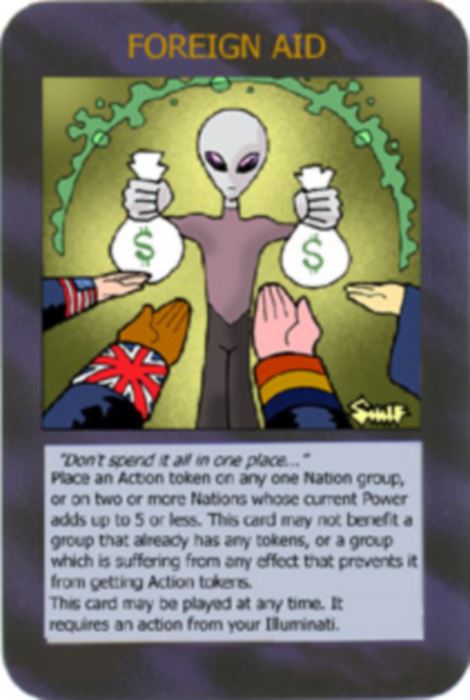 FOREIGN AID
$
$
"Don't spend it all in one place..."
Place an Action token on any one Nation group,
or on two or more Nations whose current Power
adds up to 5 or less. This card may not benefit a
group that already has any tokens, or a group
which is suffering from any effect that prevents it
from getting Action tokens.
This card may be played at any time. It
requires an action from your Illuminati.